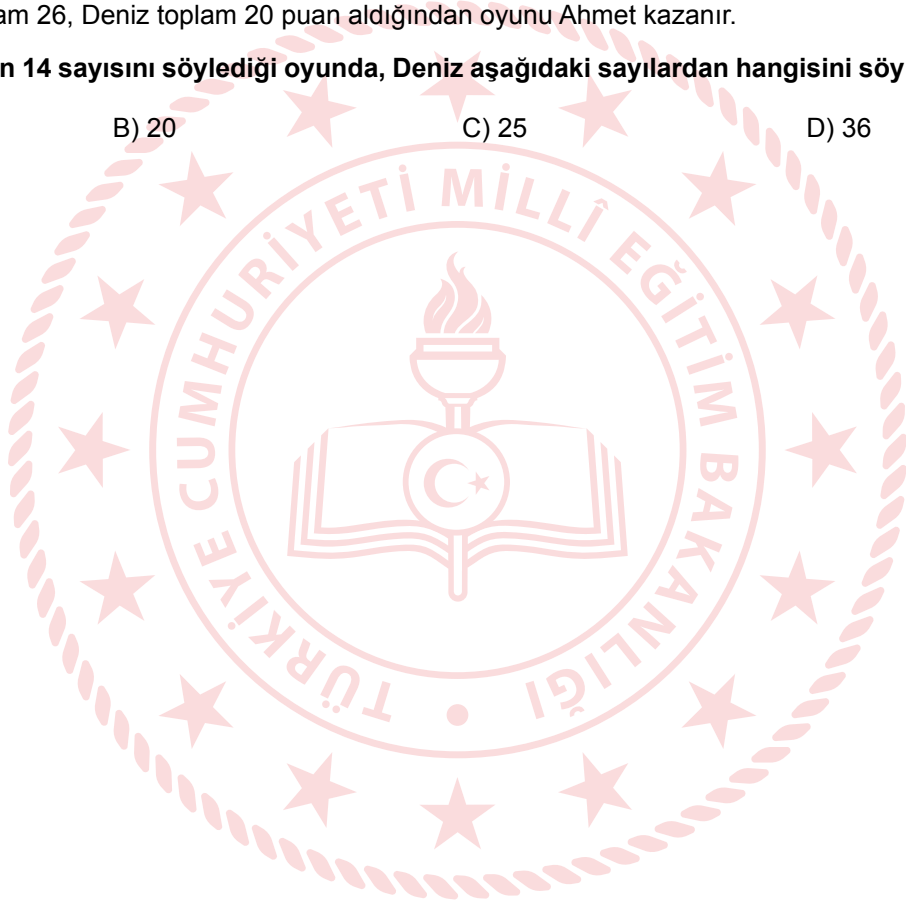 am 26, Deniz toplam 20 puan aldığından oyunu Ahmet kazanır.
n 14 sayısını söylediği oyunda, Deniz aşağıdaki sayılardan hangisini söy
B) 20 C) 25 D) 36
TÜRKİYE CUMHURİYETİ MİLLÎ EĞİTİM BAKANLIĞI